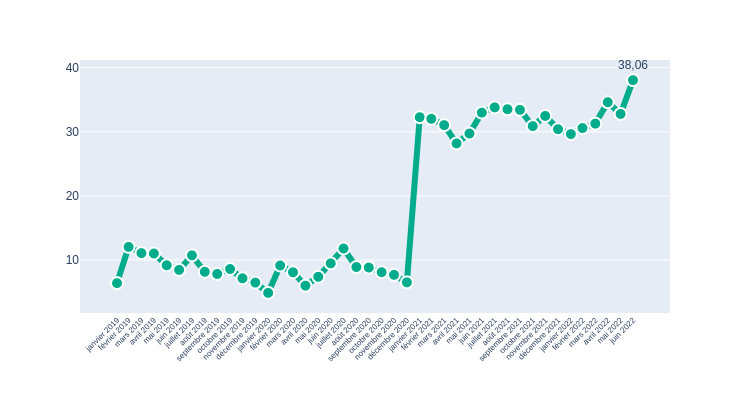 38,06
40
30
20
10
janvier 2019
février 2019
mars 2019
avril 2019
mai 2019
juin 2019
juillet 2019
août 2019
septembre 2019
octobre 2019
novembre 2019
décembre 2019
janvier 2020
février 2020
mars 2020
avril 2020
mai 2020
juin 2020
juillet 2020
août 2020
septembre 2020
octobre 2020
novembre 2020
décembre 2020
janvier 2021
février 2021
mars 2021
avril 2021
mai 2021
juin 2021
juillet 2021
août 2021
septembre 2021
octobre 2021
novembre 2021
décembre 2021
janvier 2022
février 2022
mars 2022
avril 2022
mai 2022
juin 2022